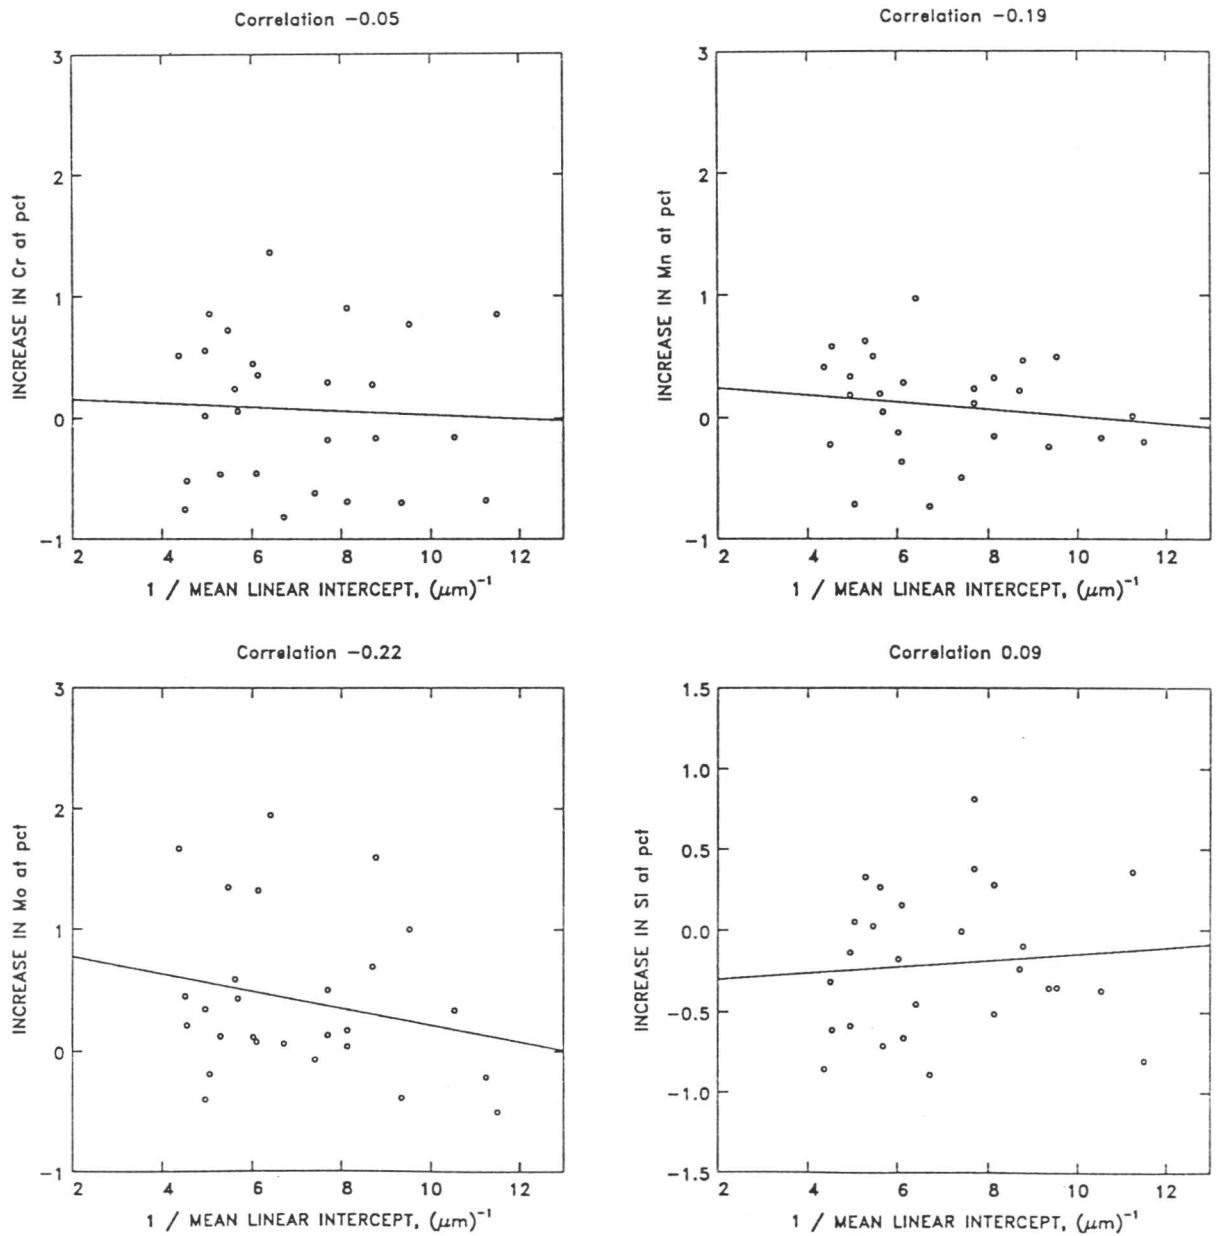 Correlation −0.05
3
2
1
0
−1
INCREASE IN Cr at pct
2 4 6 8 10 12
1 / MEAN LINEAR INTERCEPT, (μm)⁻¹
Correlation −0.19
3
2
1
0
−1
INCREASE IN Mn at pct
2 4 6 8 10 12
1 / MEAN LINEAR INTERCEPT, (μm)⁻¹
Correlation −0.22
3
2
1
0
−1
INCREASE IN Mo at pct
2 4 6 8 10 12
1 / MEAN LINEAR INTERCEPT, (μm)⁻¹
Correlation 0.09
1.5
1.0
0.5
0.0
−0.5
−1.0
−1.5
INCREASE IN Si at pct
2 4 6 8 10 12
1 / MEAN LINEAR INTERCEPT, (μm)⁻¹